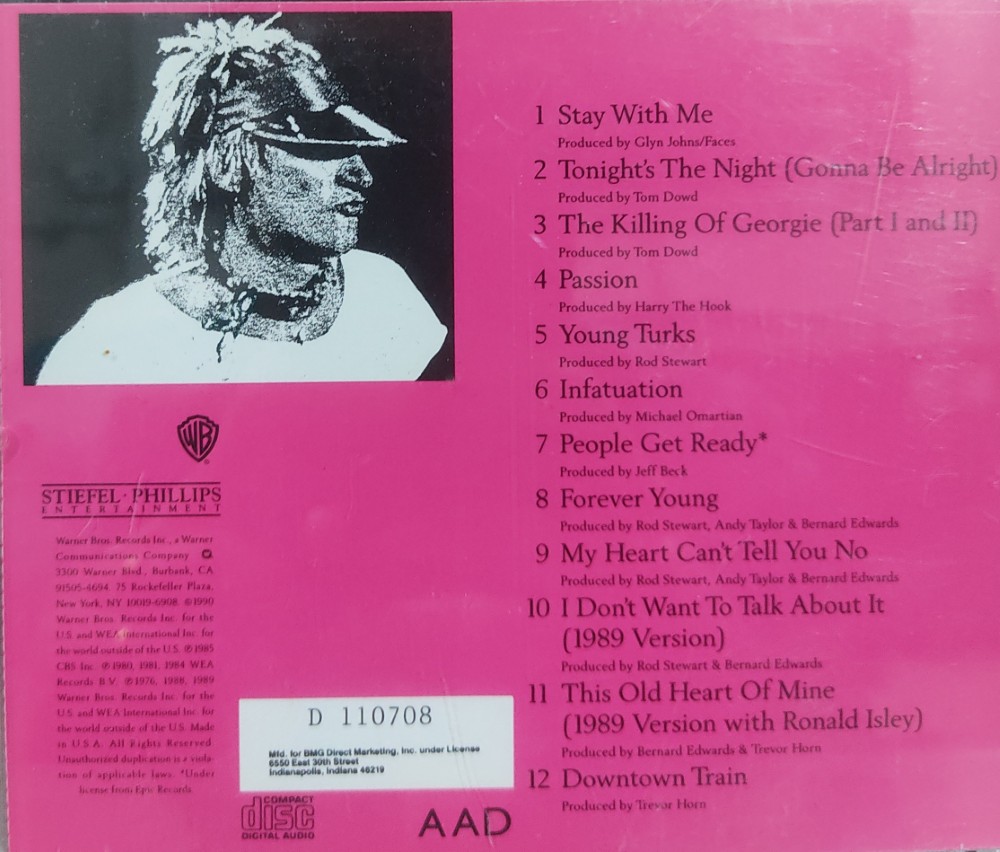 1 Stay With Me
Produced by Glyn Johns/Faces
2 Tonight's The Night (Gonna Be Alright)
Produced by Tom Dowd
3 The Killing Of Georgie (Part I and II)
Produced by Tom Dowd
4 Passion
Produced by Harry The Hook
5 Young Turks
Produced by Rod Stewart
6 Infatuation
Produced by Michael Omartian
7 People Get Ready*
Produced by Jeff Beck
8 Forever Young
Produced by Rod Stewart, Andy Taylor & Bernard Edwards
9 My Heart Can't Tell You No
Produced by Rod Stewart, Andy Taylor & Bernard Edwards
10 I Don't Want To Talk About It
(1989 Version)
Produced by Rod Stewart & Bernard Edwards
11 This Old Heart Of Mine
(1989 Version with Ronald Isley)
Produced by Bernard Edwards & Trevor Horn
12 Downtown Train
Produced by Trevor Horn
WB
STIEFEL·PHILLIPS
ENTERTAINMENT
Warner Bros. Records Inc., a Warner
Communications Company
3300 Warner Blvd., Burbank, CA
91505-4694. 75 Rockefeller Plaza,
New York, NY 10019-6908. ©1990
Warner Bros. Records Inc. for the
U.S. and WEA International Inc. for
the world outside of the U.S. ℗1985
CBS Inc. ℗1980, 1981, 1984 WEA
Records B.V. ℗1976, 1988, 1989
Warner Bros. Records Inc. for the
U.S. and WEA International Inc. for
the world outside of the U.S. Made
in U.S.A. All Rights Reserved.
Unauthorized duplication is a viola-
tion of applicable laws. *Under
license from Epic Records
D 110708
Mfd. for BMG Direct Marketing, Inc. under License
6550 East 30th Street
Indianapolis, Indiana 46219
COMPACT
disc
DIGITAL AUDIO
AAD